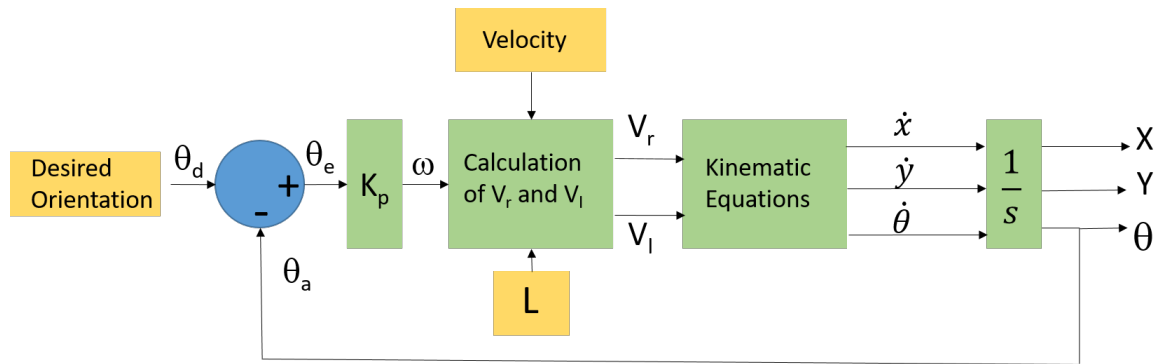 Velocity
Desired
Orientation
θd
+
-
θe
Kp
ω
Calculation
of Vr and Vl
Vr
Vl
Kinematic
Equations
ẋ
ẏ
θ̇
1
s
X
Y
θ
θa
L